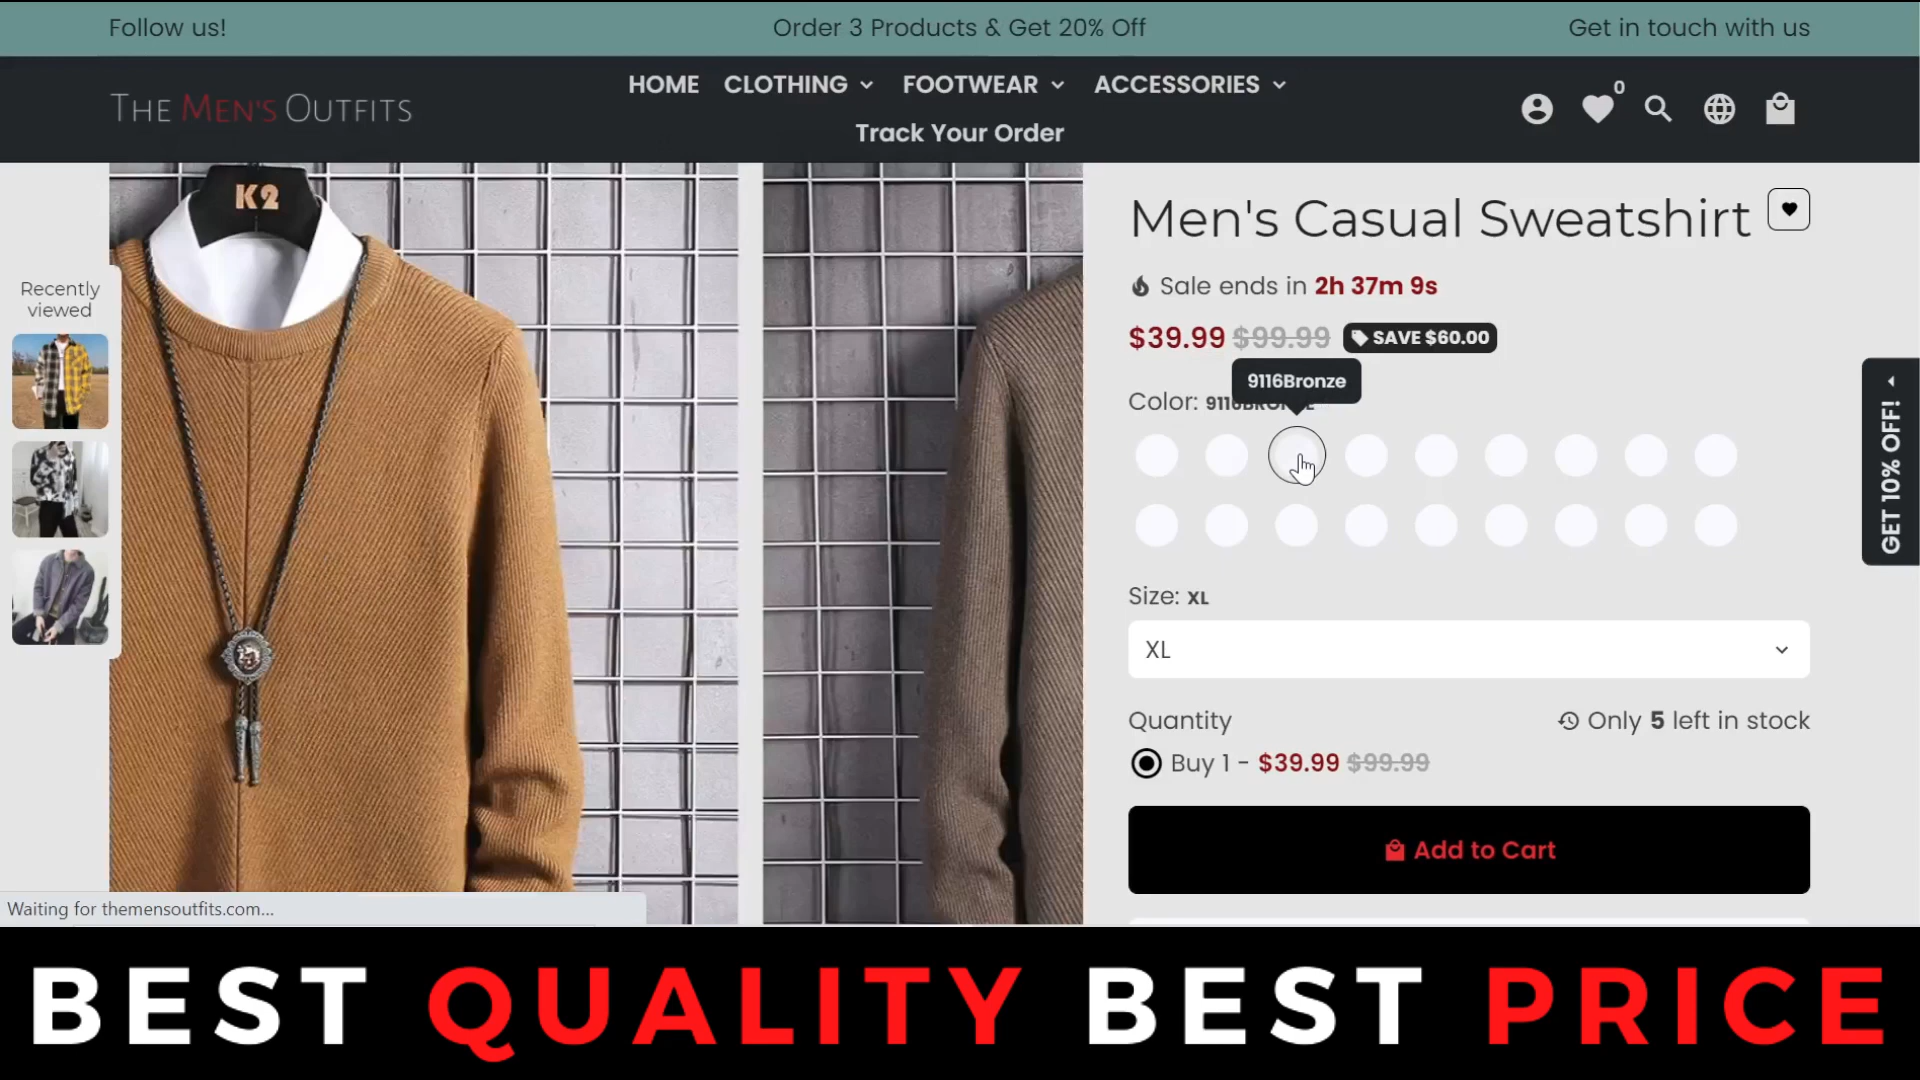 Follow us!
Order 3 Products & Get 20% Off
Get in touch with us
THE MEN'S OUTFITS
HOME CLOTHING FOOTWEAR ACCESSORIES
Track Your Order
0
K2
Recently
viewed
Men's Casual Sweatshirt
Sale ends in 2h 37m 9s
$39.99 $99.99 SAVE $60.00
9116Bronze
Color: 9116BRONZE
GET 10% OFF!
Size: XL
XL
Quantity
Only 5 left in stock
Buy 1 - $39.99 $99.99
Add to Cart
Waiting for themensoutfits.com...
BEST QUALITY BEST PRICE